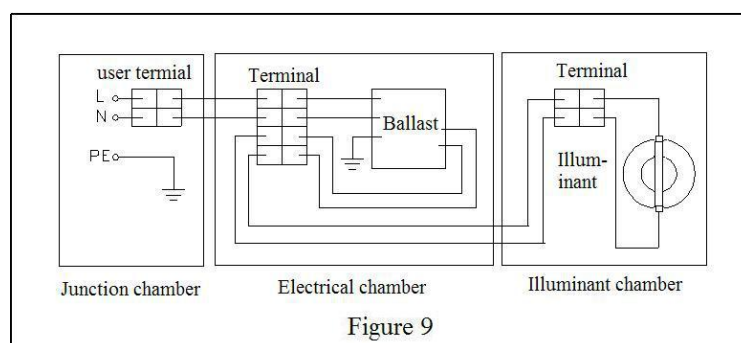 user termial
Terminal
Terminal
L
N
Ballast
PE
Illum-
inant
Junction chamber
Electrical chamber
Illuminant chamber
Figure 9